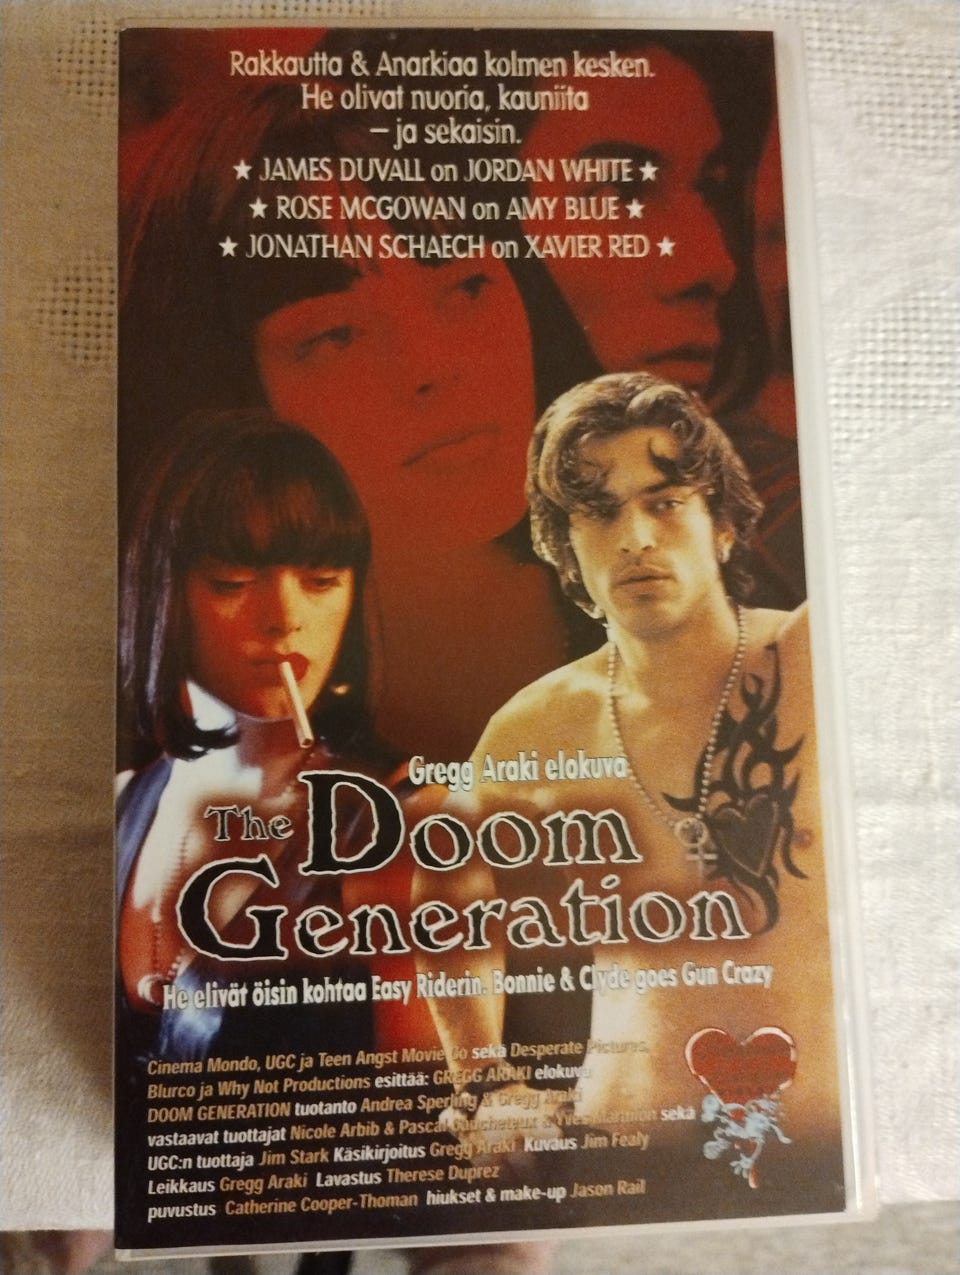 Rakkautta & Anarkiaa kolmen kesken.
He olivat nuoria, kauniita
– ja sekaisin.
★ JAMES DUVALL on JORDAN WHITE ★
★ ROSE MCGOWAN on AMY BLUE ★
★ JONATHAN SCHAECH on XAVIER RED ★
Gregg Araki elokuva
The Doom
Generation
He elivät öisin kohtaa Easy Riderin. Bonnie & Clyde goes Gun Crazy
Cinema Mondo, UGC ja Teen Angst Movie Co sekä Desperate Pictures,
Blurco ja Why Not Productions esittää: GREGG ARAKI elokuva
DOOM GENERATION tuotanto Andrea Sperling & Gregg Araki
vastaavat tuottajat Nicole Arbib & Pascal Caucheteux & Yves Marmion sekä
UGC:n tuottaja Jim Stark Käsikirjoitus Gregg Araki Kuvaus Jim Fealy
Leikkaus Gregg Araki Lavastus Therese Duprez
puvustus Catherine Cooper-Thoman hiukset & make-up Jason Rail